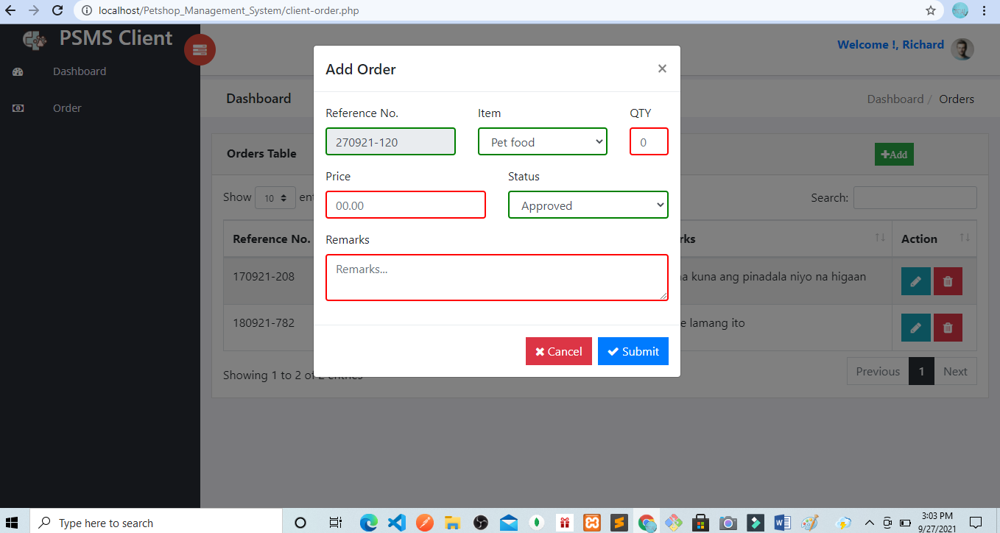 localhost/Petshop_Management_System/client-order.php
PSMS Client
Welcome !, Richard
Dashboard
Order
Dashboard
Dashboard / Orders
Orders Table
Add
Show 10 ent
Search:
Reference No.
rks
Action
170921-208
a kuna ang pinadala niyo na higaan
180921-782
e lamang ito
Showing 1 to 2 of 2 entries
Previous 1 Next
Add Order
×
Reference No.
Item
QTY
270921-120
Pet food
0
Price
Status
00.00
Approved
Remarks
Remarks...
Cancel
Submit
Type here to search
3:03 PM
9/27/2021